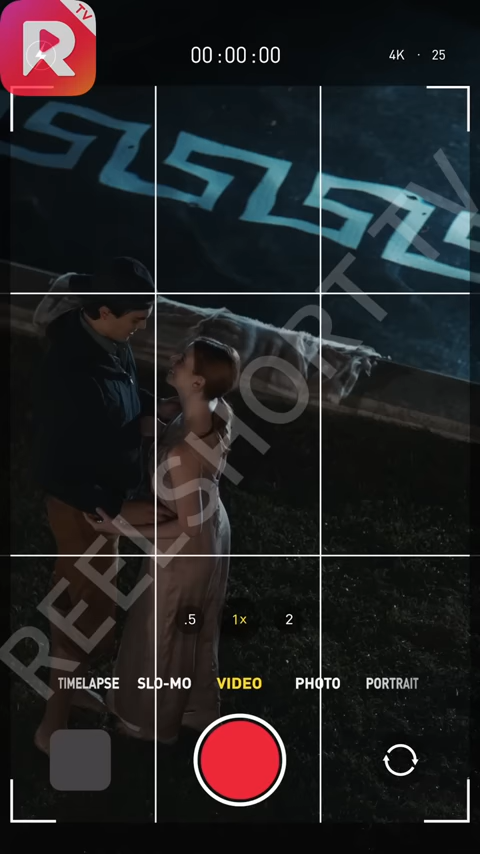 R TV
00:00:00
4K · 25
REELSHORT TV
.5 1x 2
TIMELAPSE SLO-MO VIDEO PHOTO PORTRAIT